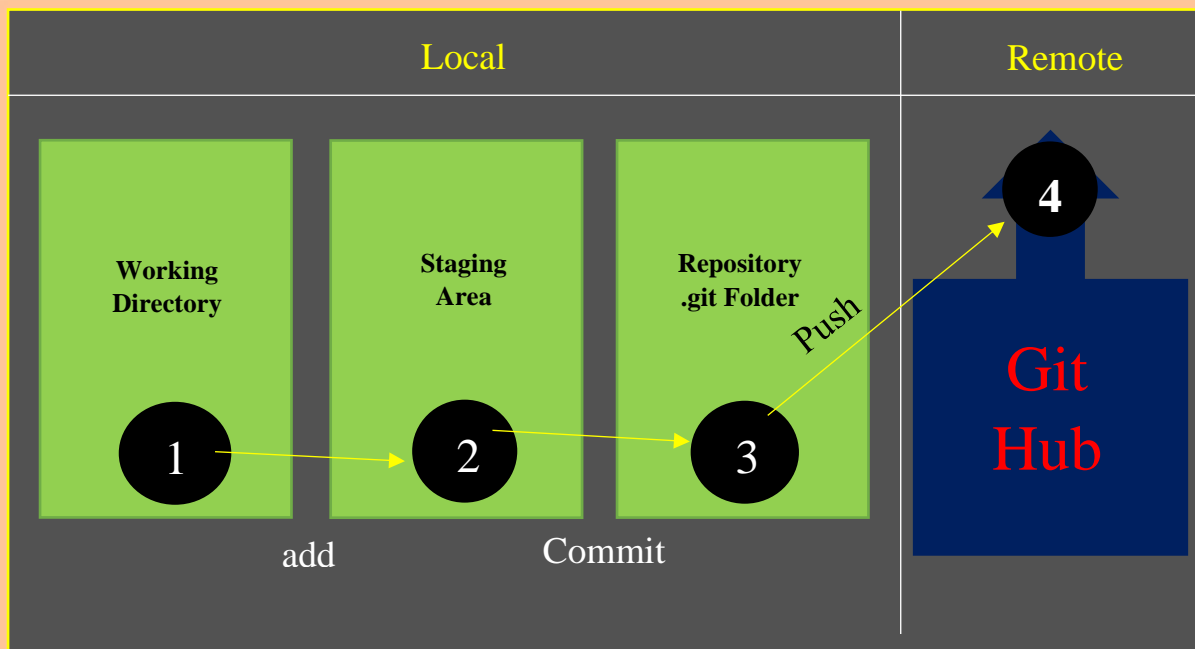 Local
Remote
Working
Directory
Staging
Area
Repository
.git Folder
Push
4
Git
Hub
1
2
3
add
Commit